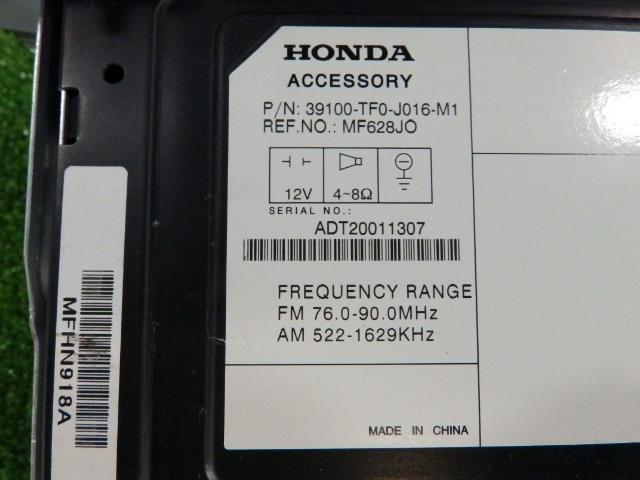 HONDA
ACCESSORY
P/N: 39100-TF0-J016-M1
REF.NO.: MF628JO
12V 4~8Ω
SERIAL NO.:
ADT20011307
FREQUENCY RANGE
FM 76.0-90.0MHz
AM 522-1629KHz
MADE IN CHINA
MFHN918A